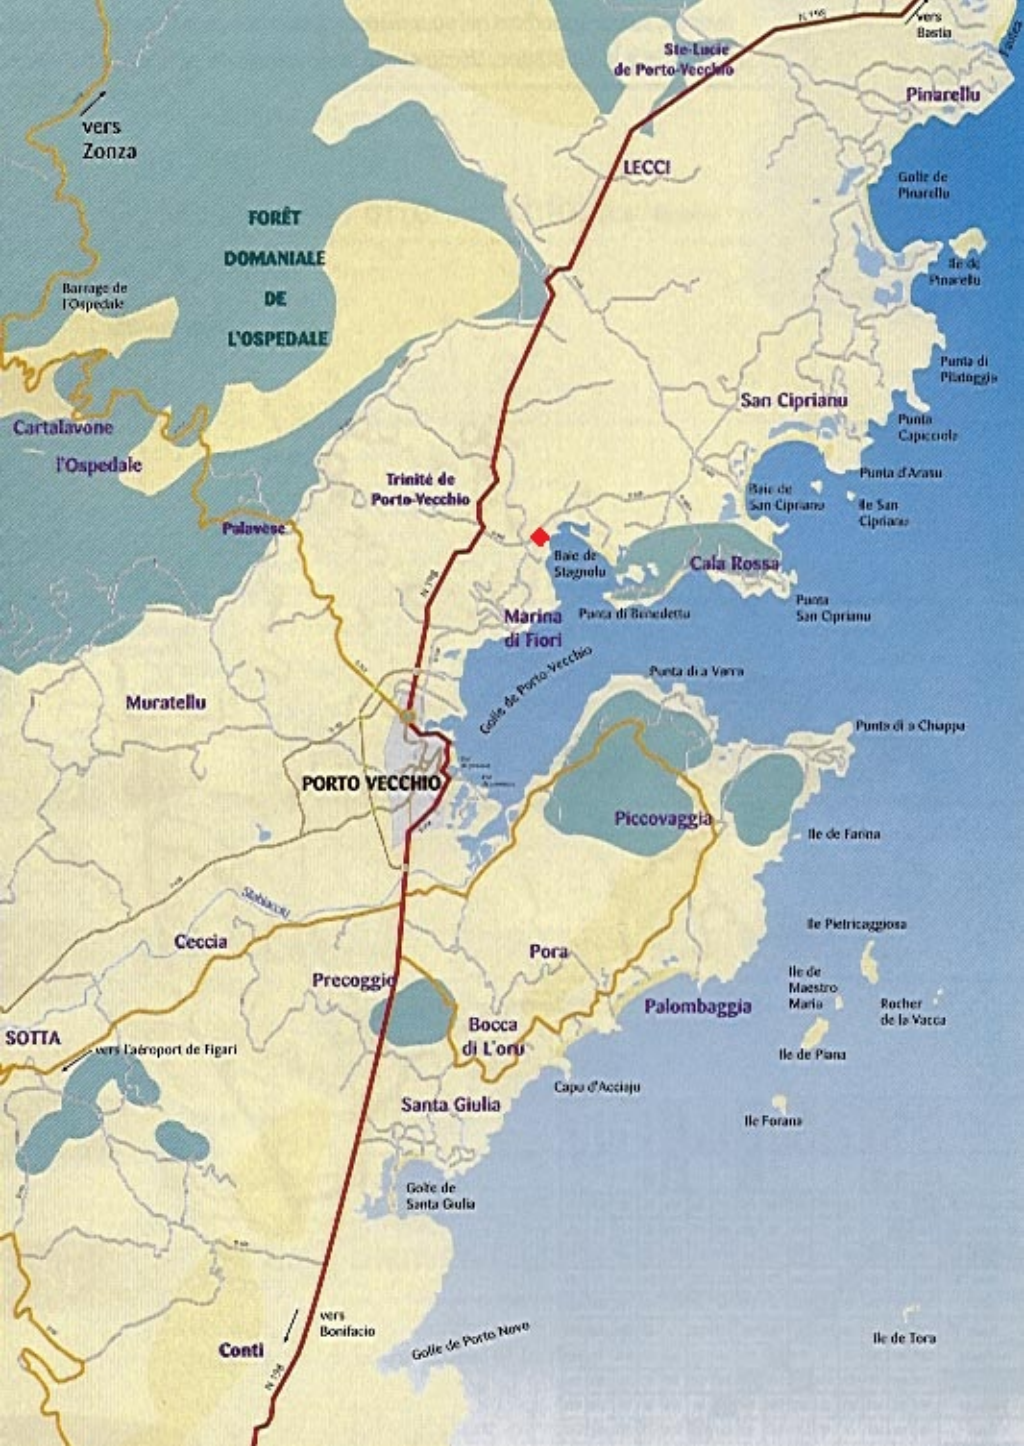 N 198
vers
Bastia
Ste-Lucie
de Porto-Vecchio
Pinarellu
vers
Zonza
LECCI
Golfe de
Pinarellu
FORÊT
DOMANIALE
DE
L'OSPEDALE
Ile de
Pinarellu
Barrage de
l'Ospedale
Punta di
San Ciprianu
Punta
Capicciola
Cartalavone
l'Ospedale
Punta d'Arasu
Trinité de
Porto-Vecchio
Baie de
San Ciprianu
Ile San
Ciprianu
Palavese
Baie de
Stagnolu
Cala Rossa
N 198
Marina
di Fiori
Punta di Benedettu
Punta
San Ciprianu
Golfe de Porto-Vecchio
Punta di a Varra
Muratellu
Punta di a Chiappa
PORTO VECCHIO
Piccovaggia
Ile de Farina
Stabiacciu
Ile Pietricaggiosa
Ceccia
Pora
Precoggio
Ile de
Maestro
Maria
Palombaggia
Rocher
de la Vacca
SOTTA
Bocca
di L'oru
vers l'aéroport de Figari
Ile de Piana
Capu d'Acciaju
Santa Giulia
Ile Forana
Golfe de
Santa Giulia
vers
Bonifacio
Golfe de Porto Novo
Ile de Tora
Conti
N 198